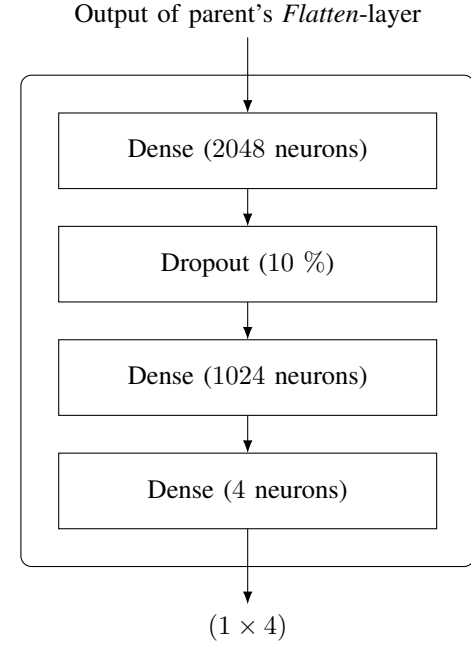 Output of parent's Flatten-layer
Dense (2048 neurons)
Dropout (10 %)
Dense (1024 neurons)
Dense (4 neurons)
(1 × 4)